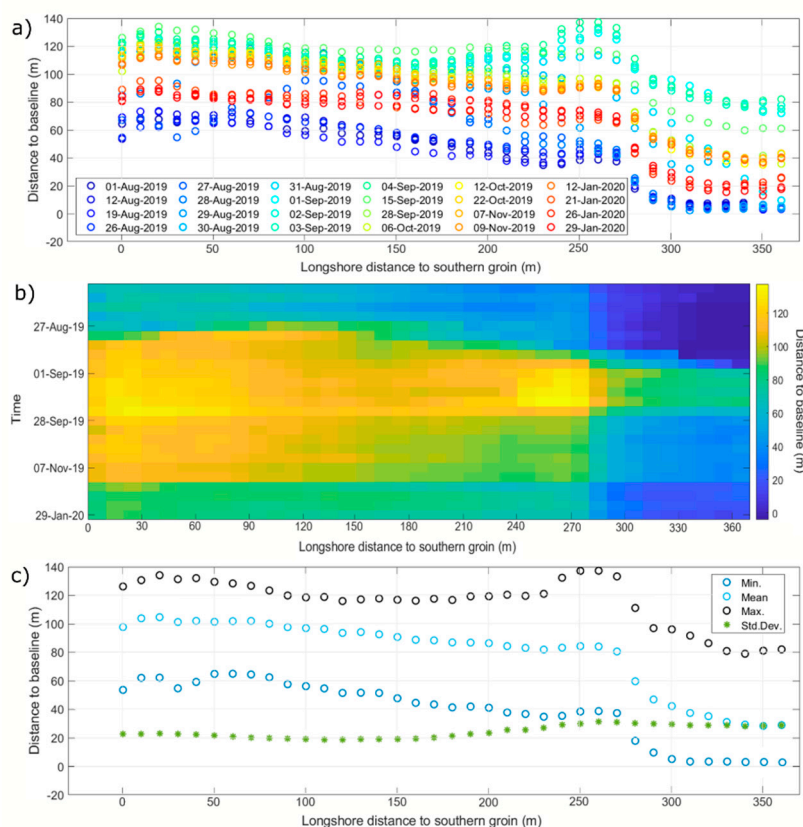 a)
140
120
100
80
60
40
20
0
-20
Distance to baseline (m)
01-Aug-2019 27-Aug-2019 31-Aug-2019 04-Sep-2019 12-Oct-2019 12-Jan-2020
12-Aug-2019 28-Aug-2019 01-Sep-2019 15-Sep-2019 22-Oct-2019 21-Jan-2020
19-Aug-2019 29-Aug-2019 02-Sep-2019 28-Sep-2019 07-Nov-2019 26-Jan-2020
26-Aug-2019 30-Aug-2019 03-Sep-2019 06-Oct-2019 09-Nov-2019 29-Jan-2020
0 50 100 150 200 250 300 350
Longshore distance to southern groin (m)
b)
Time
27-Aug-19
01-Sep-19
28-Sep-19
07-Nov-19
29-Jan-20
0 30 60 90 120 150 180 210 240 270 300 330 360
Longshore distance to southern groin (m)
120
100
80
60
40
20
0
Distance to baseline (m)
c)
140
120
100
80
60
40
20
0
-20
Distance to baseline (m)
Min.
Mean
Max.
Std.Dev.
0 50 100 150 200 250 300 350
Longshore distance to southern groin (m)